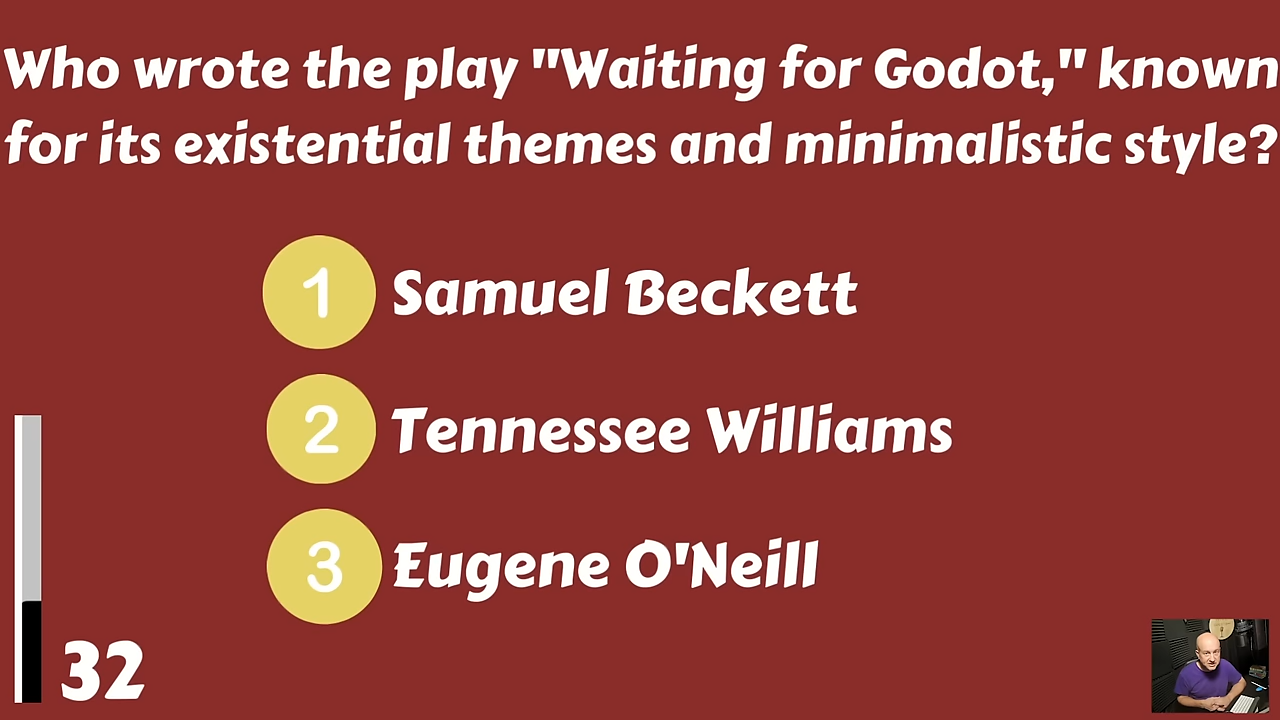 Who wrote the play "Waiting for Godot," known
for its existential themes and minimalistic style?
1 Samuel Beckett
2 Tennessee Williams
3 Eugene O'Neill
32